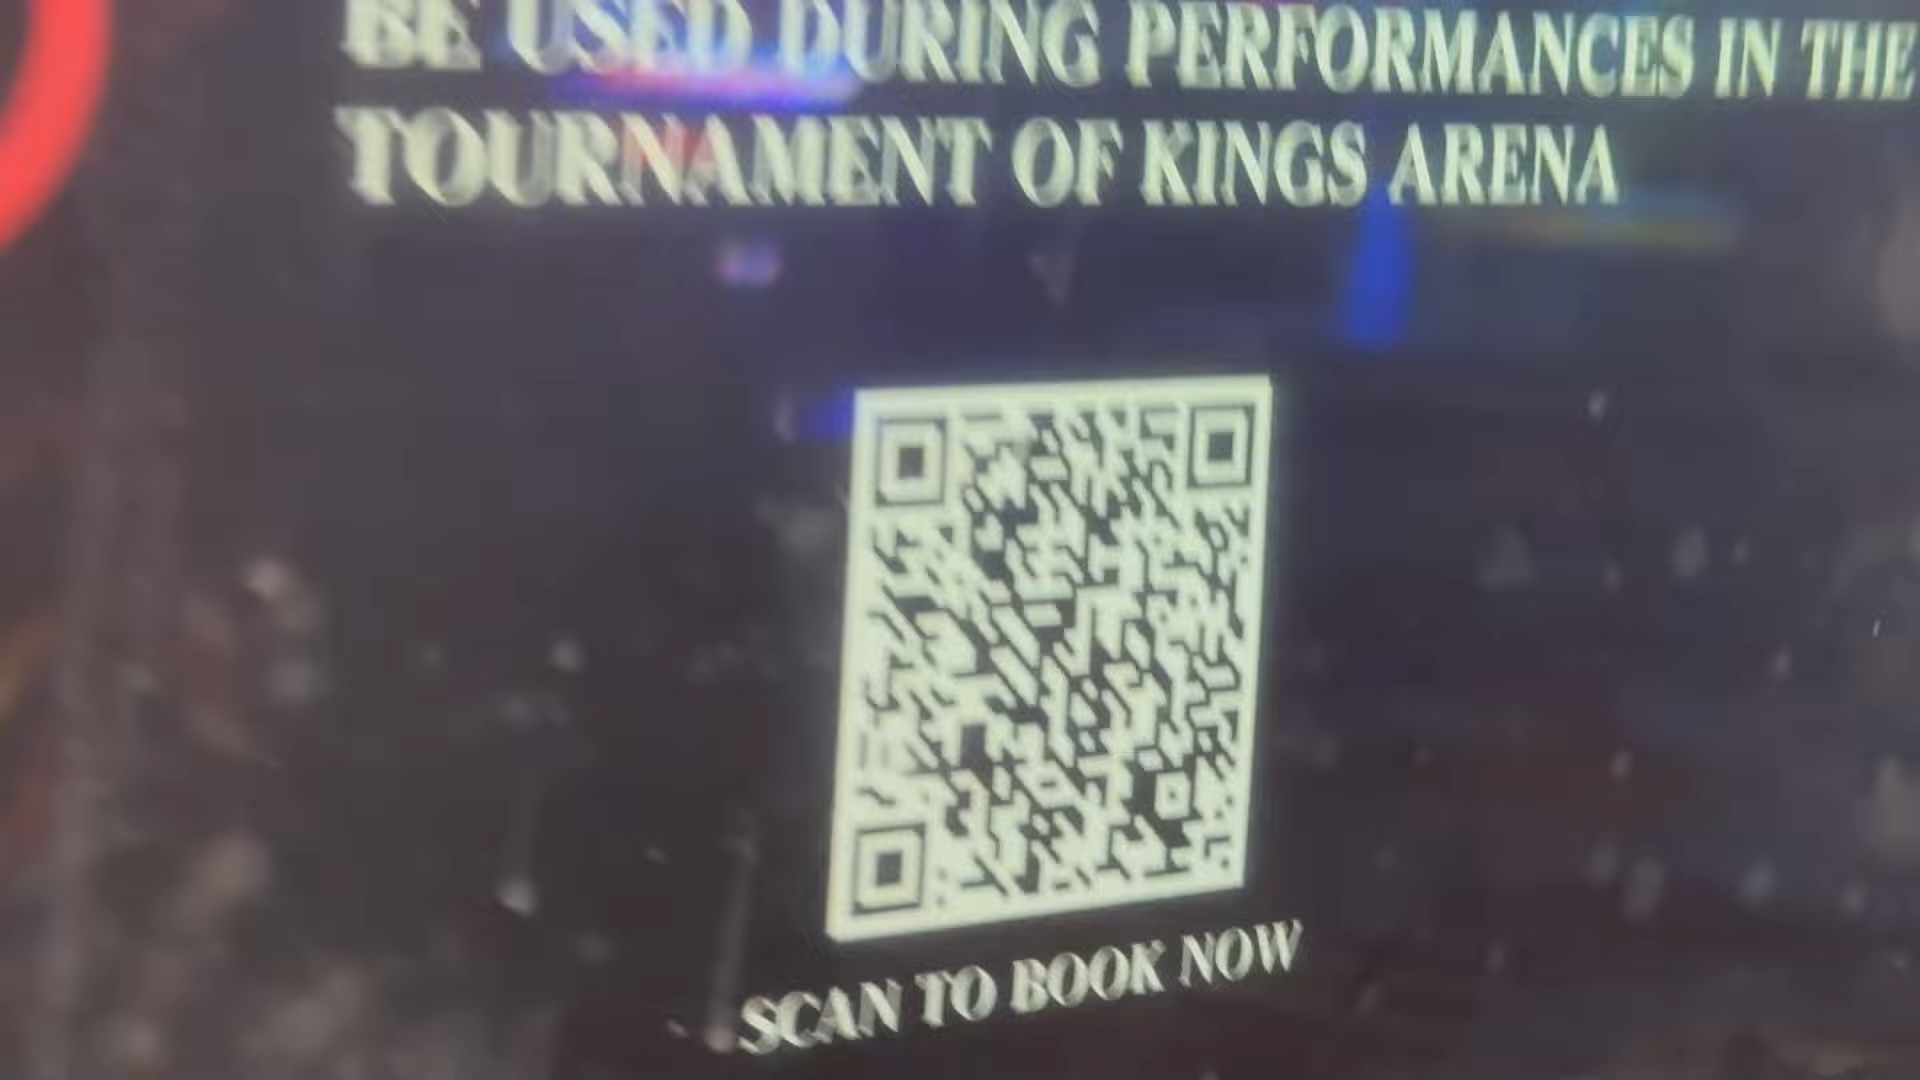 BE USED DURING PERFORMANCES IN THE
TOURNAMENT OF KINGS ARENA
SCAN TO BOOK NOW